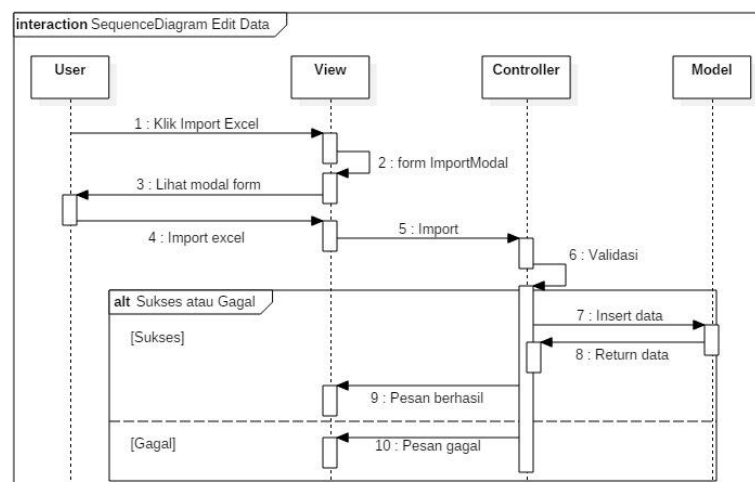 interaction SequenceDiagram Edit Data
User
View
Controller
Model
1 : Klik Import Excel
2 : form ImportModal
3 : Lihat modal form
4 : Import excel
5 : Import
6 : Validasi
alt Sukses atau Gagal
[Sukses]
7 : Insert data
8 : Return data
9 : Pesan berhasil
[Gagal]
10 : Pesan gagal